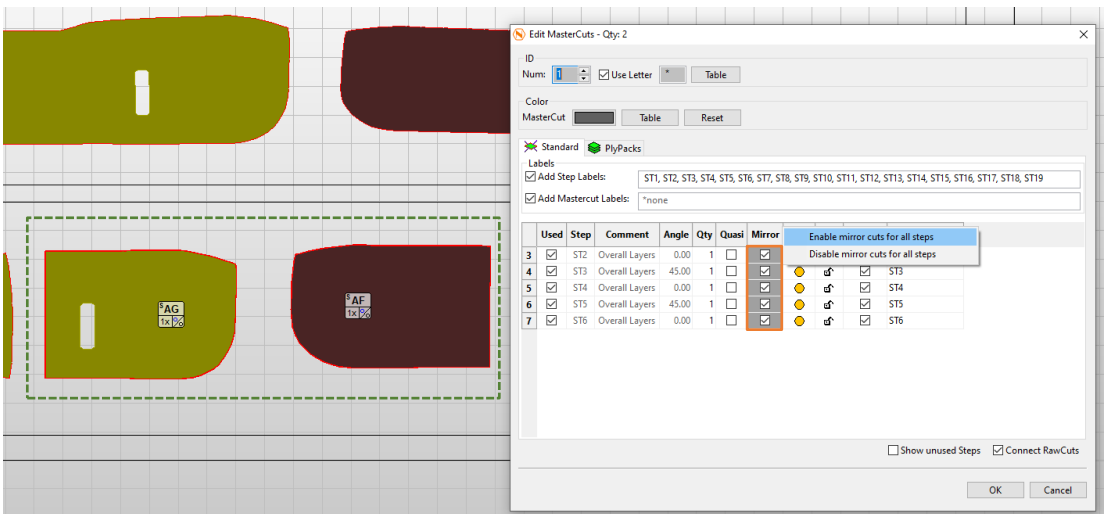 Edit MasterCuts - Qty: 2
ID
Num: 1 Use Letter * Table
Color
MasterCut Table Reset
Standard PlyPacks
Labels
Add Step Labels: ST1, ST2, ST3, ST4, ST5, ST6, ST7, ST8, ST9, ST10, ST11, ST12, ST13, ST14, ST15, ST16, ST17, ST18, ST19
Add Mastercut Labels: *none
Used Step Comment Angle Qty Quasi Mirror
Enable mirror cuts for all steps
Disable mirror cuts for all steps
3 ST2 Overall Layers 0.00 1
4 ST3 Overall Layers 45.00 1 ST3
5 ST4 Overall Layers 0.00 1 ST4
6 ST5 Overall Layers 45.00 1 ST5
7 ST6 Overall Layers 0.00 1 ST6
Show unused Steps Connect RawCuts
OK Cancel
S AG
1x %
S AF
1x %